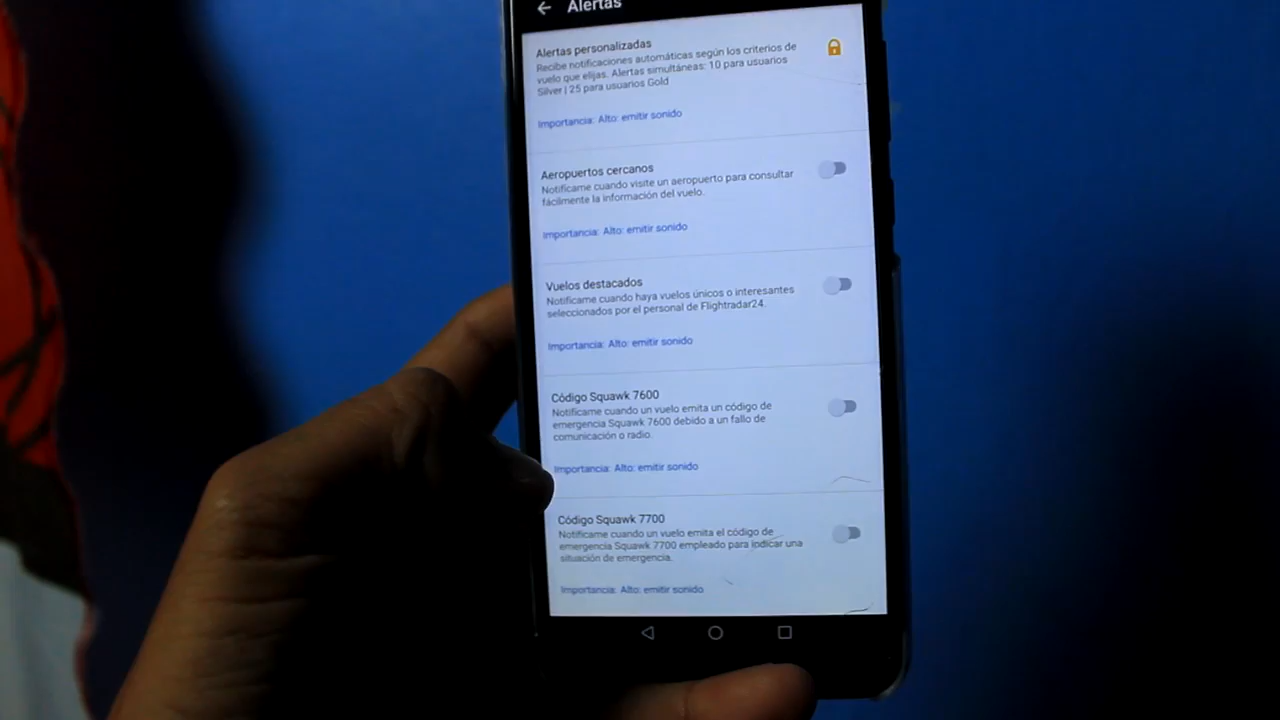 Alertas
Alertas personalizadas
Recibe notificaciones automáticas según los criterios de
vuelo que elijas. Alertas simultáneas: 10 para usuarios
Silver | 25 para usuarios Gold
Importancia: Alto: emitir sonido
Aeropuertos cercanos
Notifícame cuando visite un aeropuerto para consultar
fácilmente la información del vuelo.
Importancia: Alto: emitir sonido
Vuelos destacados
Notifícame cuando haya vuelos únicos o interesantes
seleccionados por el personal de Flightradar24.
Importancia: Alto: emitir sonido
Código Squawk 7600
Notifícame cuando un vuelo emita un código de
emergencia Squawk 7600 debido a un fallo de
comunicación o radio.
Importancia: Alto: emitir sonido
Código Squawk 7700
Notifícame cuando un vuelo emita el código de
emergencia Squawk 7700 empleado para indicar una
situación de emergencia.
Importancia: Alto: emitir sonido